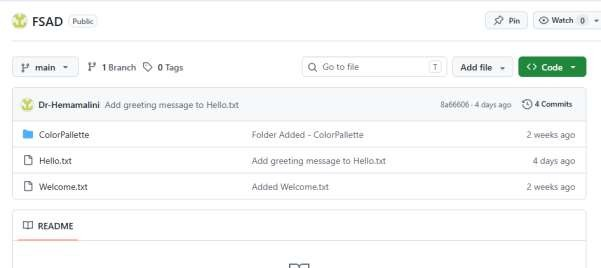 FSAD Public Pin Watch 0
main 1 Branch 0 Tags Go to file T Add file Code
Dr-Hemamalini Add greeting message to Hello.txt 8a66606 · 4 days ago 4 Commits
ColorPallette Folder Added - ColorPallette 2 weeks ago
Hello.txt Add greeting message to Hello.txt 4 days ago
Welcome.txt Added Welcome.txt 2 weeks ago
README